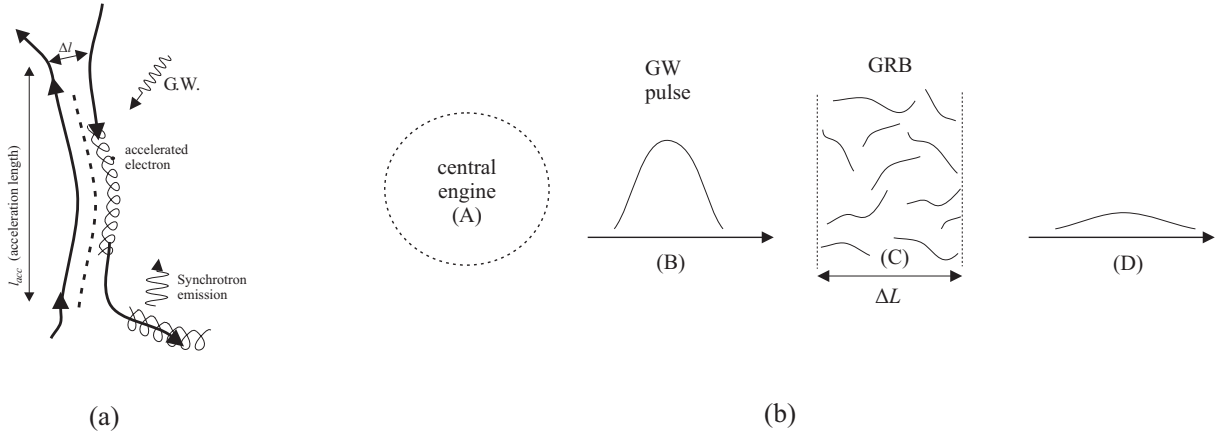 Δl
G.W.
accelerated
electron
l_acc (acceleration length)
Synchrotron
emission
(a)
central
engine
(A)
GW
pulse
(B)
GRB
(C)
ΔL
(D)
(b)